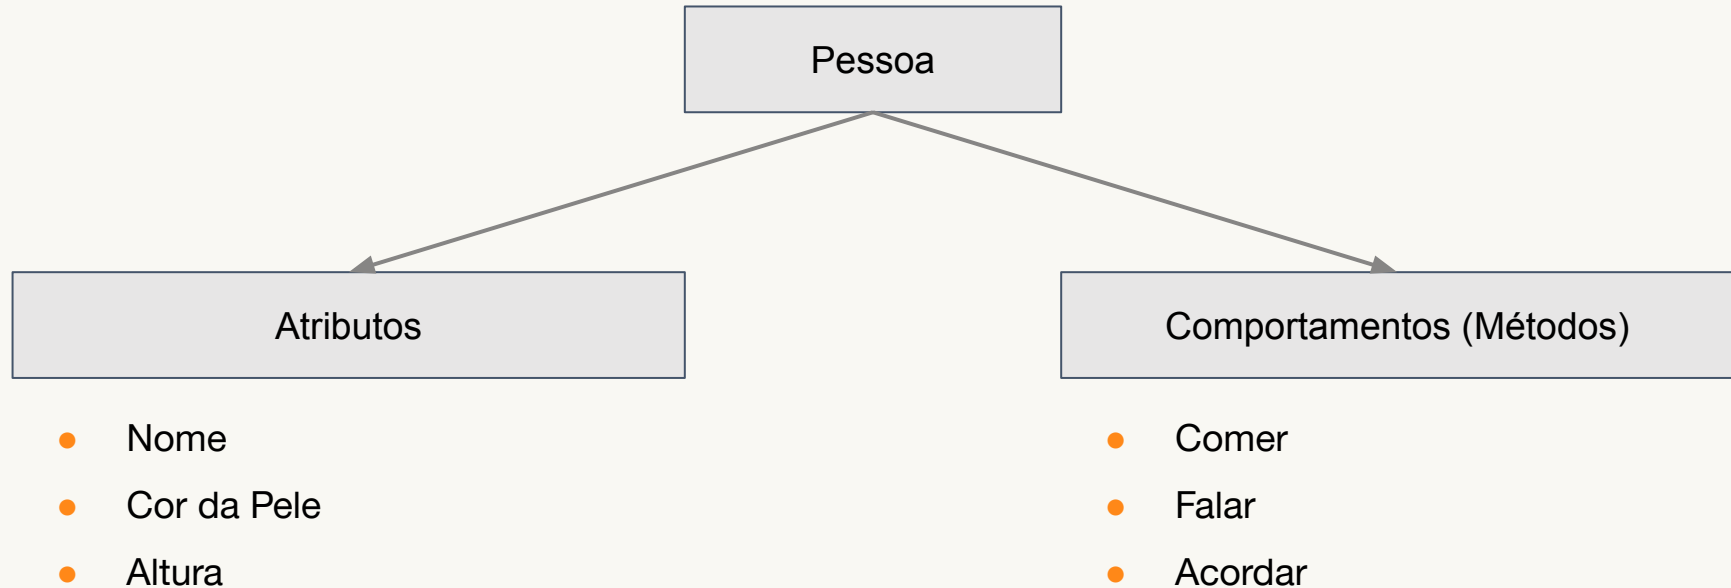 Pessoa
Atributos
Comportamentos (Métodos)
Nome
Cor da Pele
Altura
Comer
Falar
Acordar